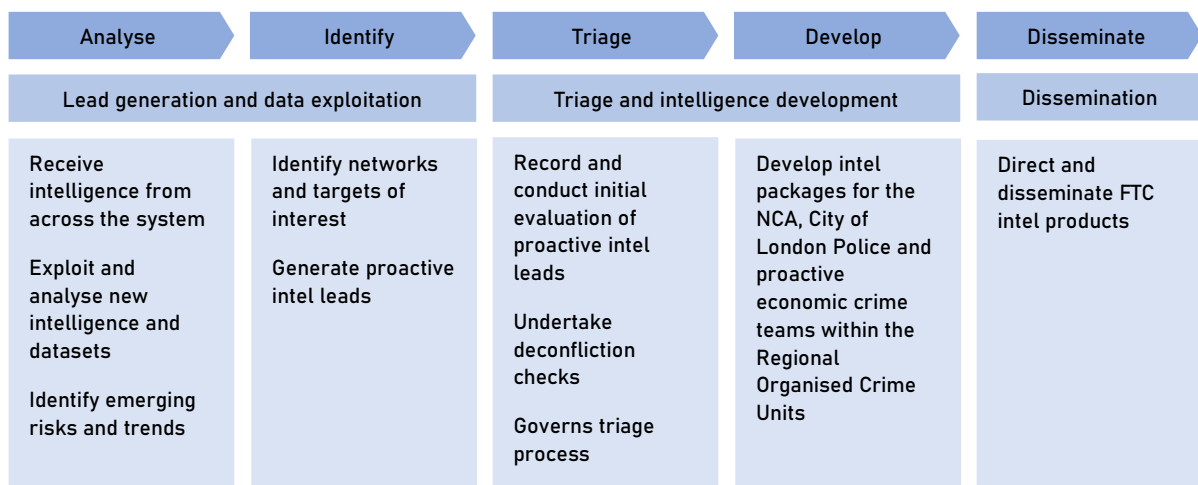 Analyse
Identify
Triage
Develop
Disseminate
Lead generation and data exploitation
Triage and intelligence development
Dissemination
Receive
intelligence from
across the system
Exploit and
analyse new
intelligence and
datasets
Identify emerging
risks and trends
Identify networks
and targets of
interest
Generate proactive
intel leads
Record and
conduct initial
evaluation of
proactive intel
leads
Undertake
deconfliction
checks
Governs triage
process
Develop intel
packages for the
NCA, City of
London Police and
proactive
economic crime
teams within the
Regional
Organised Crime
Units
Direct and
disseminate FTC
intel products